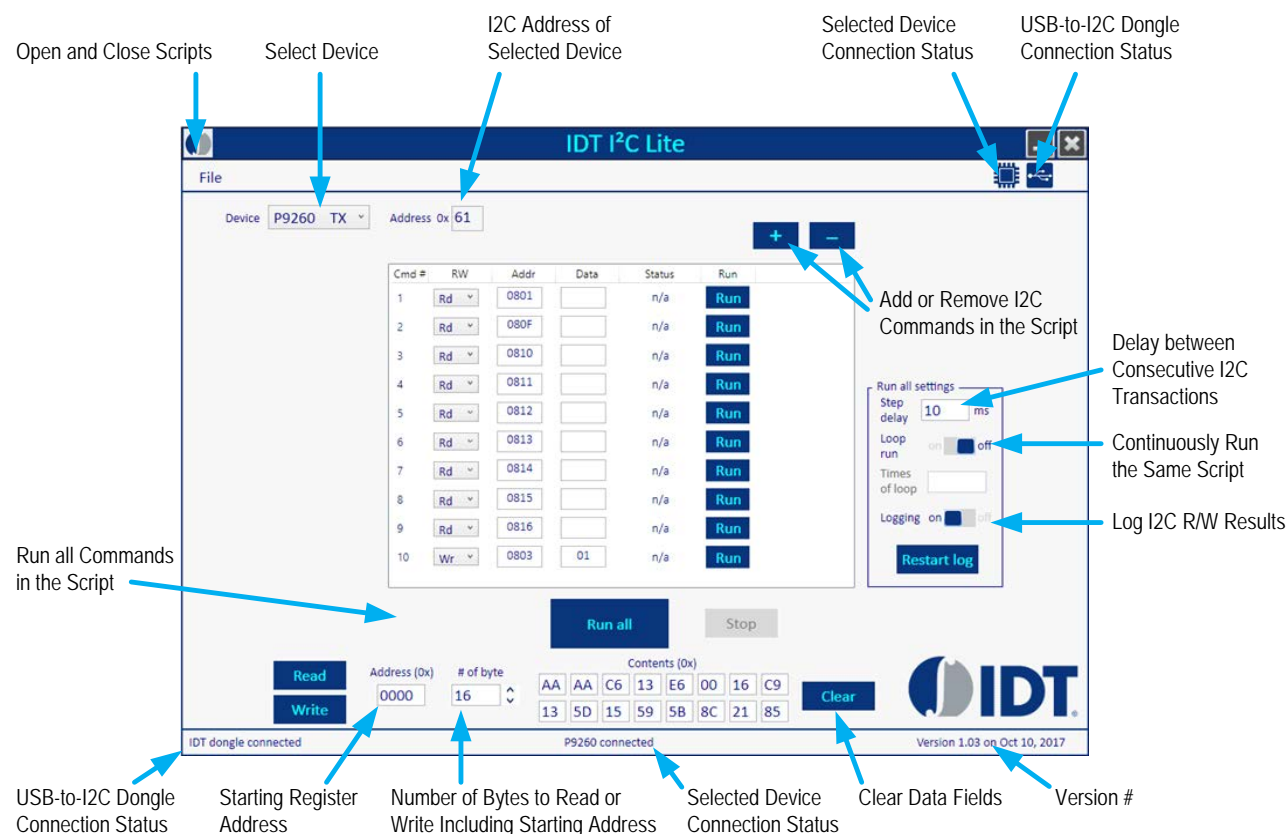 I2C Address of
Selected Device
Selected Device
Connection Status
USB-to-I2C Dongle
Connection Status
Open and Close Scripts
Select Device
IDT I²C Lite
File
Device P9260 TX Address 0x 61
+ −
Cmd # RW Addr Data Status Run
1 Rd 0801 n/a Run
2 Rd 080F n/a Run
3 Rd 0810 n/a Run
4 Rd 0811 n/a Run
5 Rd 0812 n/a Run
6 Rd 0813 n/a Run
7 Rd 0814 n/a Run
8 Rd 0815 n/a Run
9 Rd 0816 n/a Run
10 Wr 0803 01 n/a Run
Add or Remove I2C
Commands in the Script
Delay between
Consecutive I2C
Transactions
Run all settings
Step
delay 10 ms
Loop
run on off
Times
of loop
Logging on off
Restart log
Continuously Run
the Same Script
Log I2C R/W Results
Run all Commands
in the Script
Run all Stop
Read
Write
Address (0x)
0000
# of byte
16
Contents (0x)
AA AA C6 13 E6 00 16 C9
13 5D 15 59 5B 8C 21 85
Clear
IDT.
IDT dongle connected P9260 connected Version 1.03 on Oct 10, 2017
USB-to-I2C Dongle
Connection Status
Starting Register
Address
Number of Bytes to Read or
Write Including Starting Address
Selected Device
Connection Status
Clear Data Fields
Version #